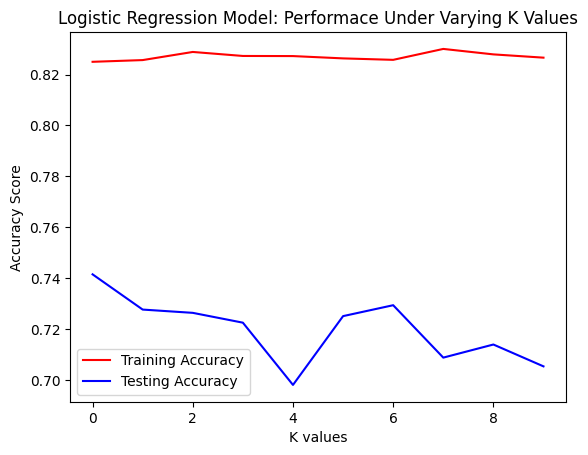 Logistic Regression Model: Performace Under Varying K Values
Accuracy Score
0.82
0.80
0.78
0.76
0.74
0.72
0.70
Training Accuracy
Testing Accuracy
0 2 4 6 8
K values